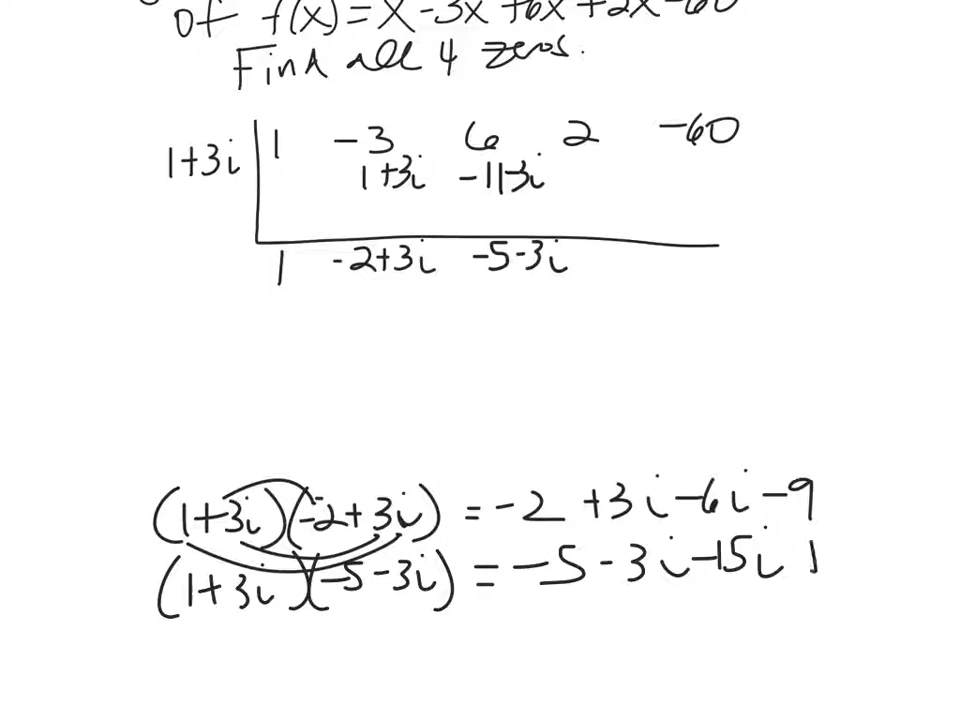 of f(x)=x -3x +6x +2x -60
Find all 4 zeros.
1+3i | 1 -3 6 2 -60
1+3i -11-3i
1 -2+3i -5-3i
(1+3i)(-2+3i) = -2 +3i -6i -9
(1+3i)(-5-3i) = -5 -3i -15i